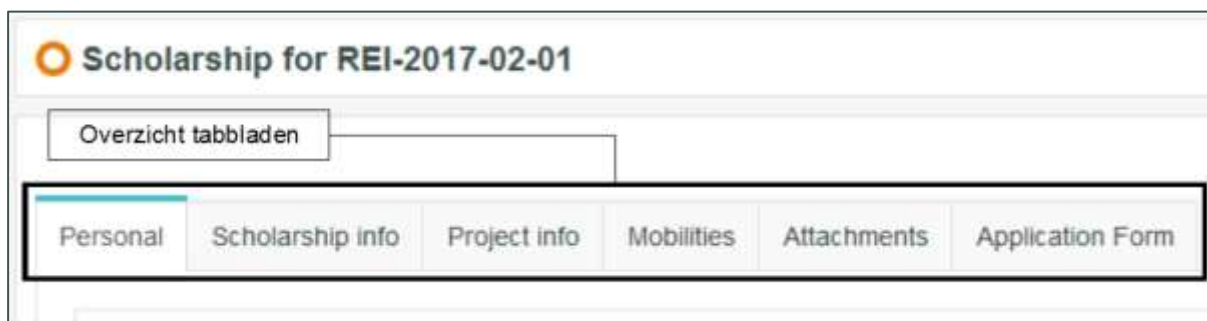 Scholarship for REI-2017-02-01
Overzicht tabbladen
Personal Scholarship info Project info Mobilities Attachments Application Form